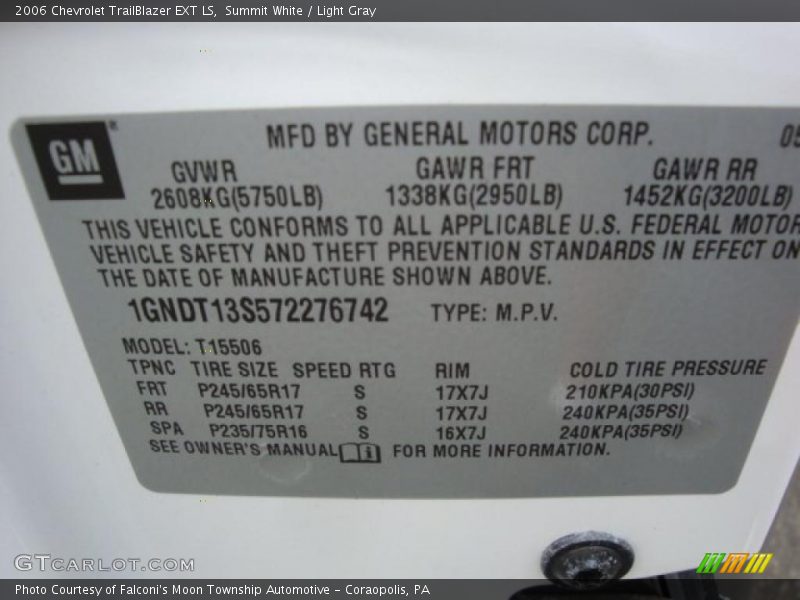 2006 Chevrolet TrailBlazer EXT LS,  Summit White / Light Gray
GM®
MFD BY GENERAL MOTORS CORP. 05
GVWR GAWR FRT GAWR RR
2608KG(5750LB) 1338KG(2950LB) 1452KG(3200LB)
THIS VEHICLE CONFORMS TO ALL APPLICABLE U.S. FEDERAL MOTOR
VEHICLE SAFETY AND THEFT PREVENTION STANDARDS IN EFFECT ON
THE DATE OF MANUFACTURE SHOWN ABOVE.
1GNDT13S572276742 TYPE: M.P.V.
MODEL: T15506
TPNC TIRE SIZE SPEED RTG RIM COLD TIRE PRESSURE
FRT P245/65R17 S 17X7J 210KPA(30PSI)
RR P245/65R17 S 17X7J 240KPA(35PSI)
SPA P235/75R16 S 16X7J 240KPA(35PSI)
SEE OWNER'S MANUAL i FOR MORE INFORMATION.
GTCARLOT.COM
Photo Courtesy of Falconi's Moon Township Automotive - Coraopolis, PA